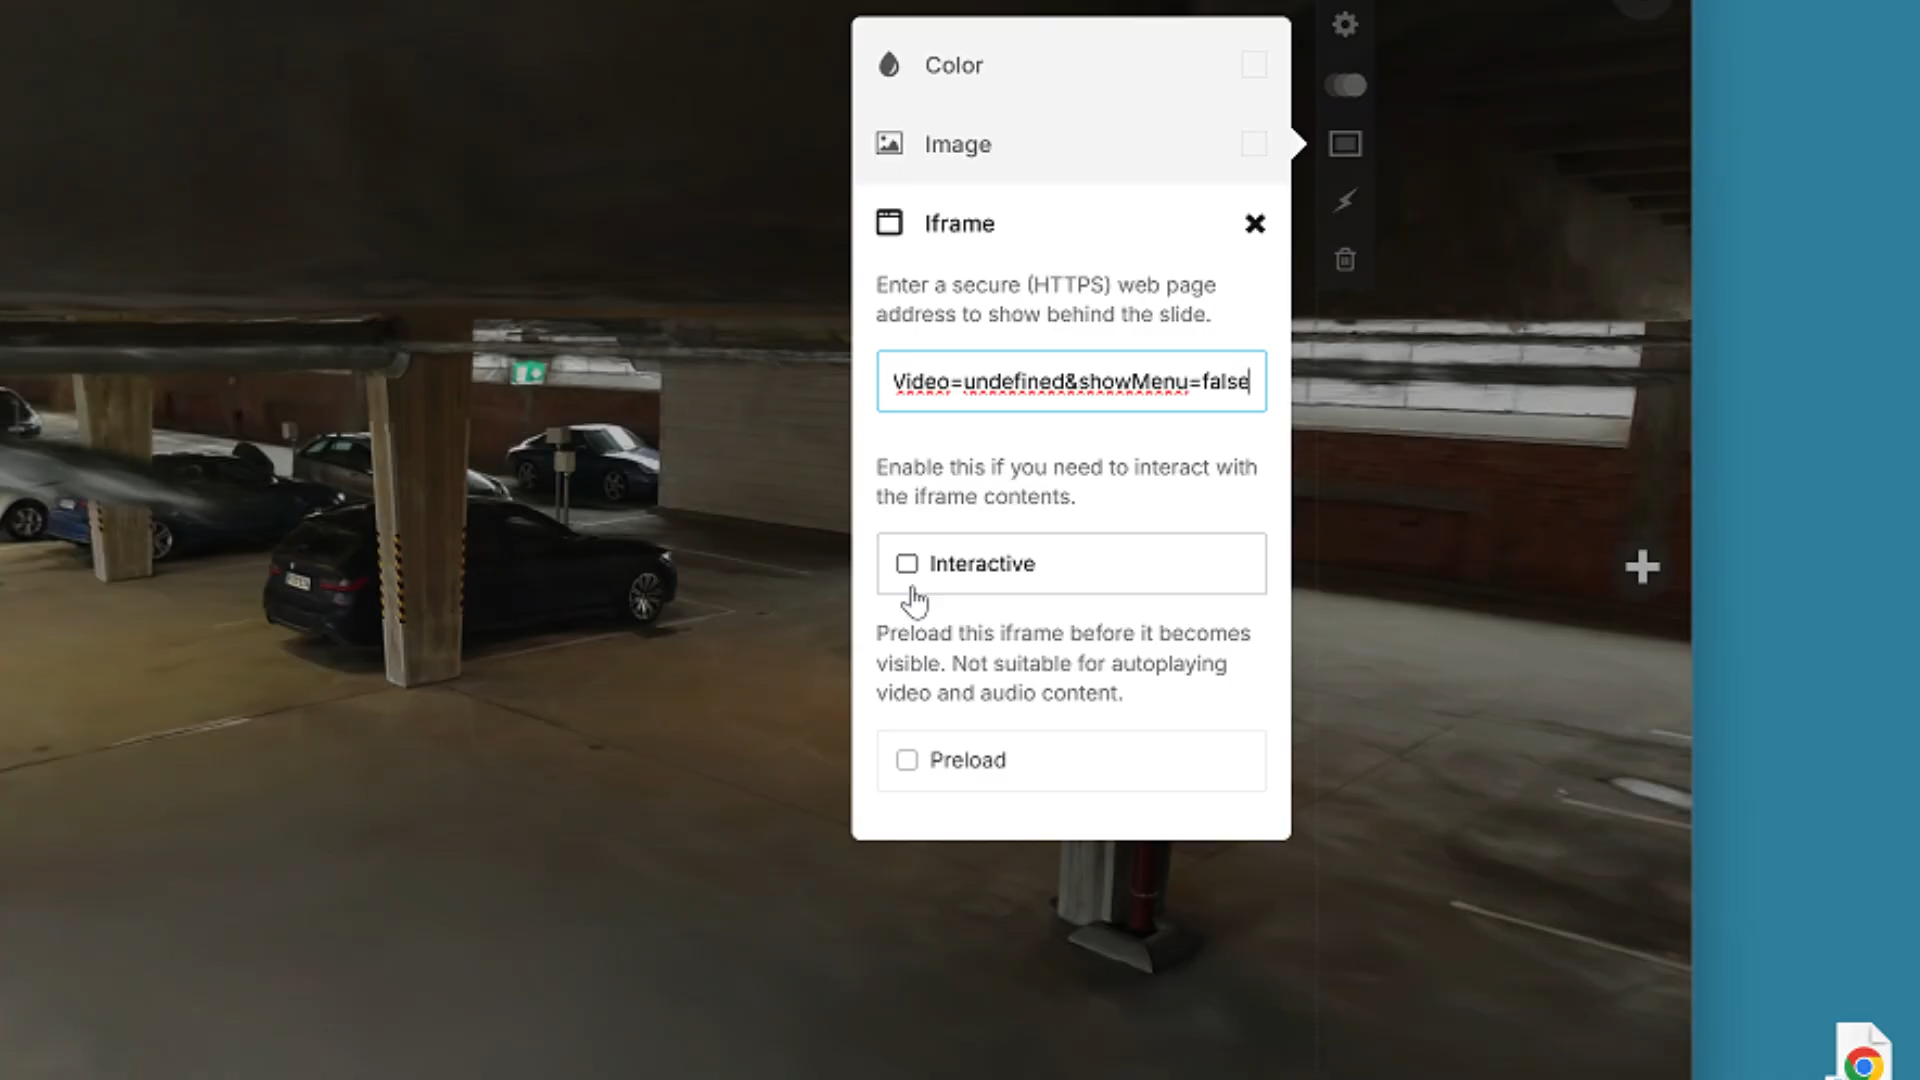 Color
Image
Iframe
Enter a secure (HTTPS) web page
address to show behind the slide.
Video=undefined&showMenu=false
Enable this if you need to interact with
the iframe contents.
Interactive
Preload this iframe before it becomes
visible. Not suitable for autoplaying
video and audio content.
Preload